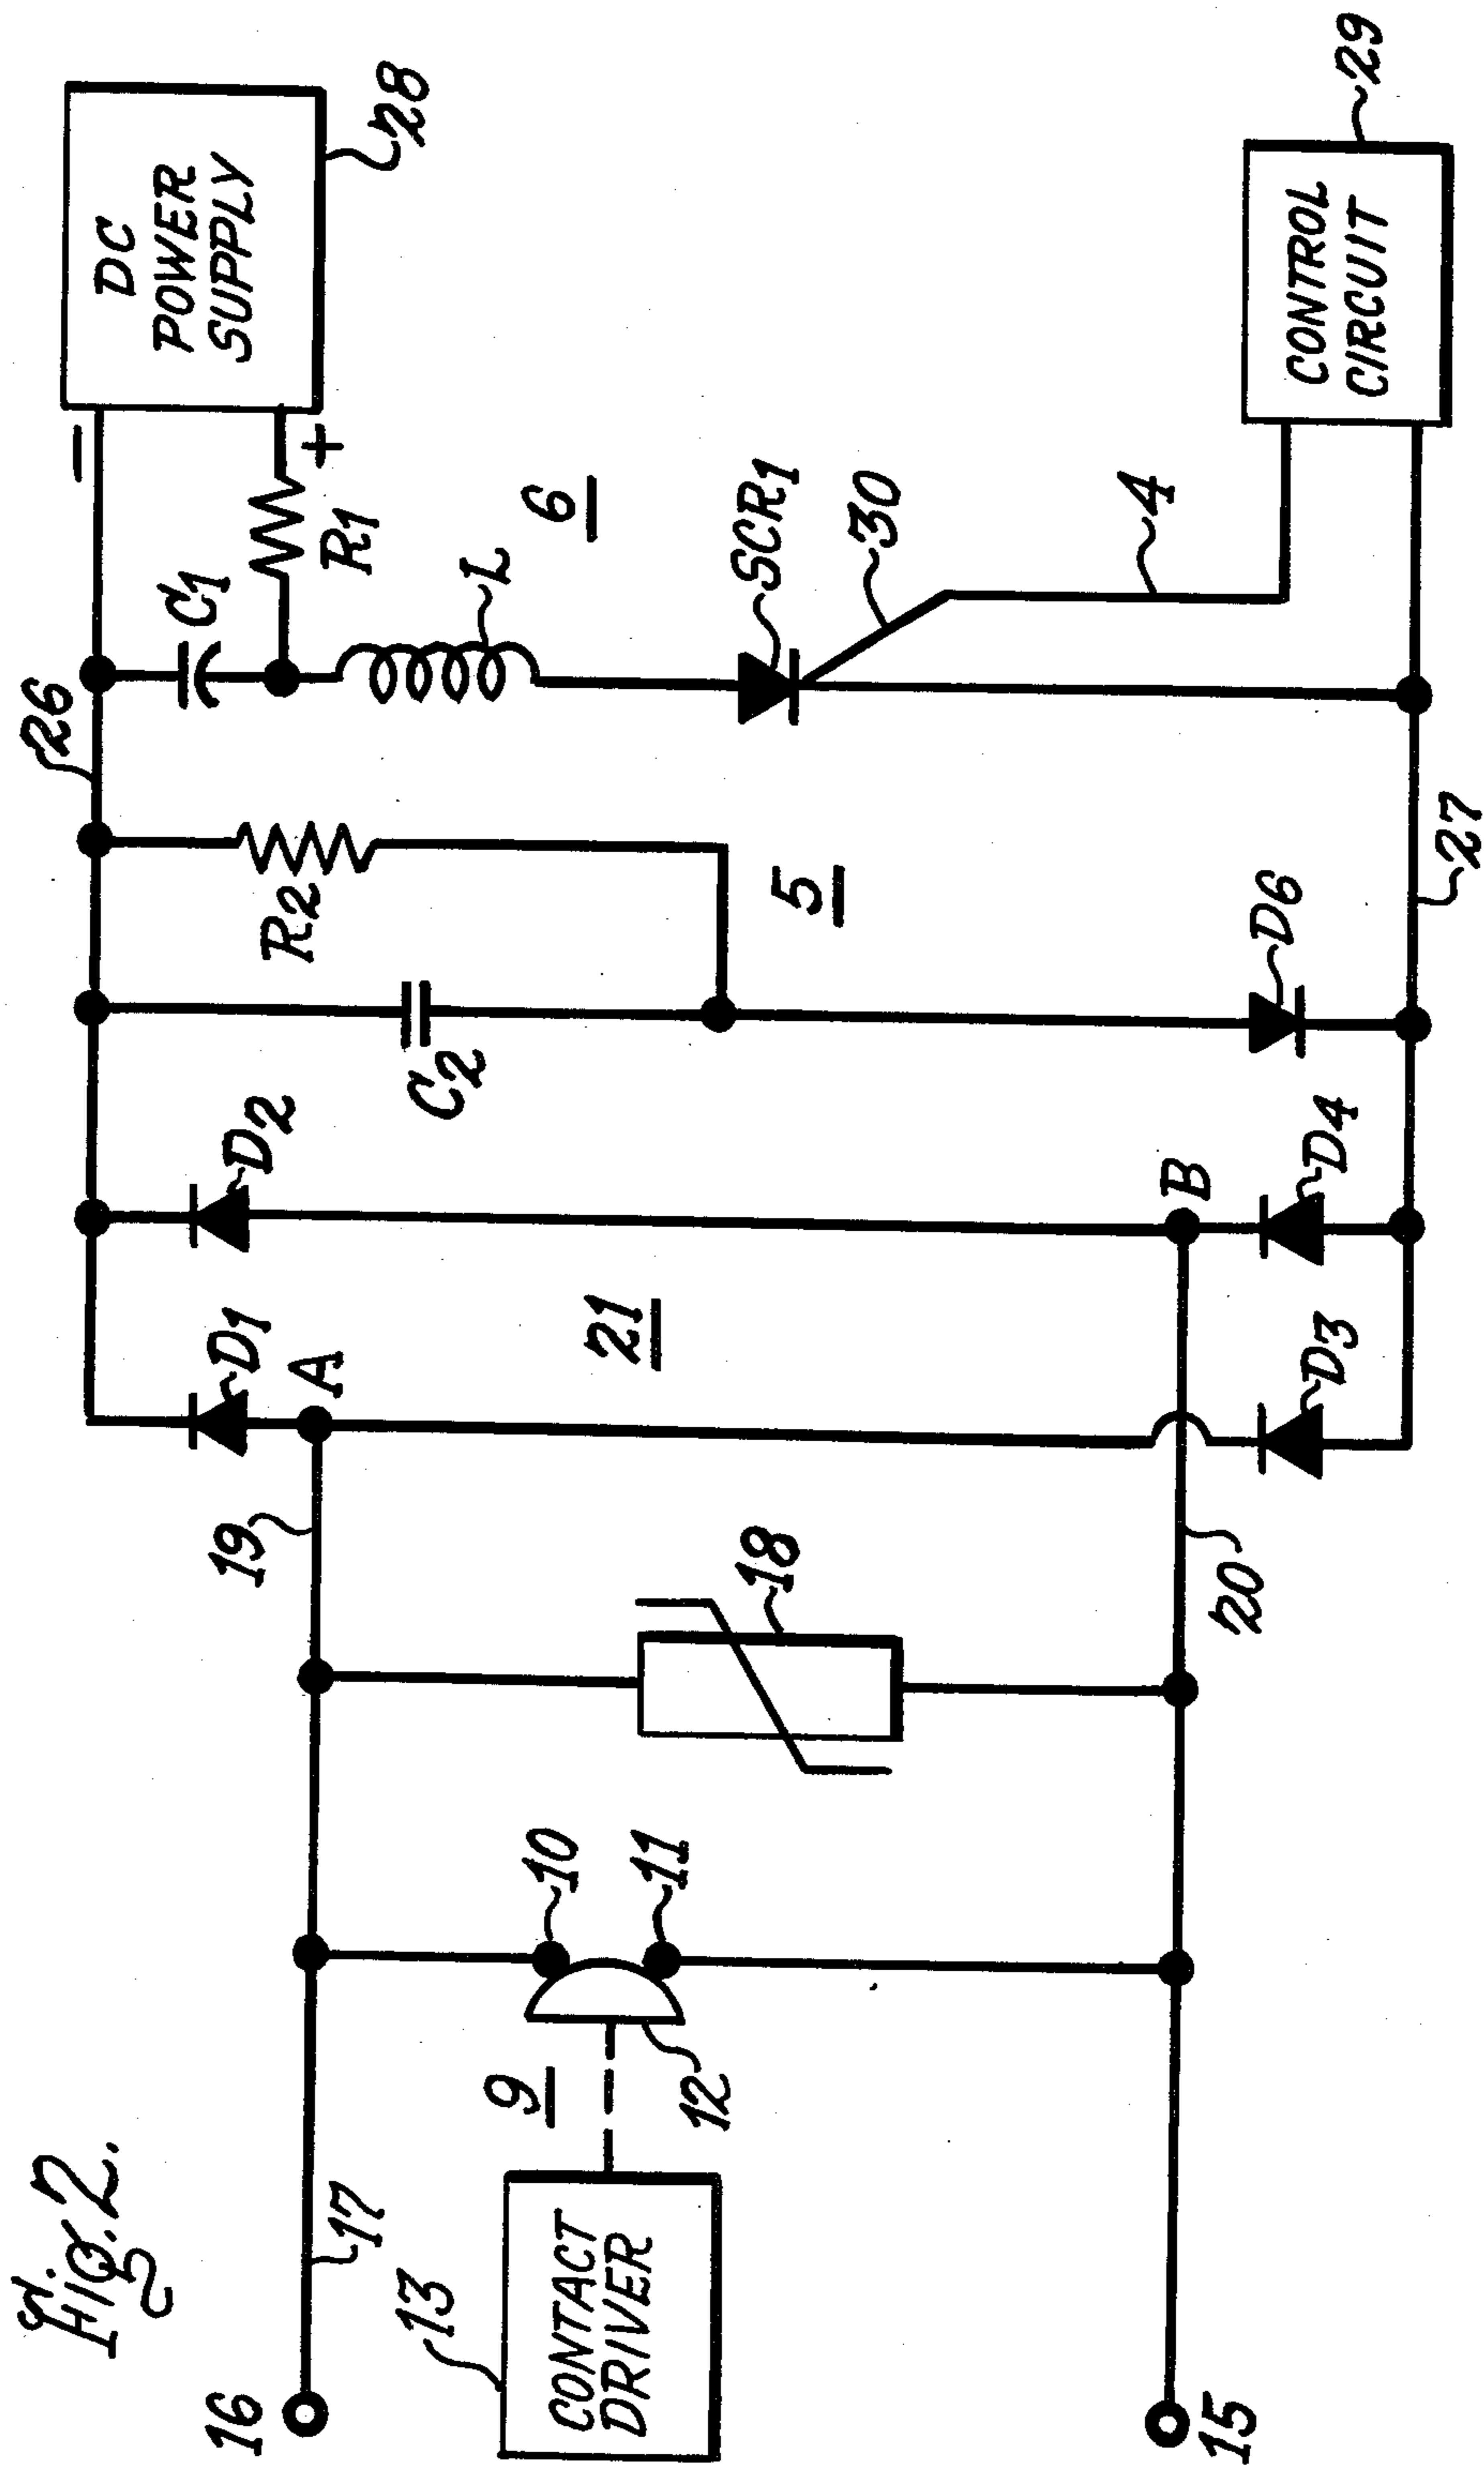 Fig. 2.
26
DC
POWER
SUPPLY
28
−
+
C1
R1
L
6
R2
5
C2
D2
D1
A
21
19
SCR1
30
4
CONTROL
CIRCUIT
29
D6
27
B
D4
D3
18
20
16
17
10
11
9
12
13
CONTACT
DRIVER
15